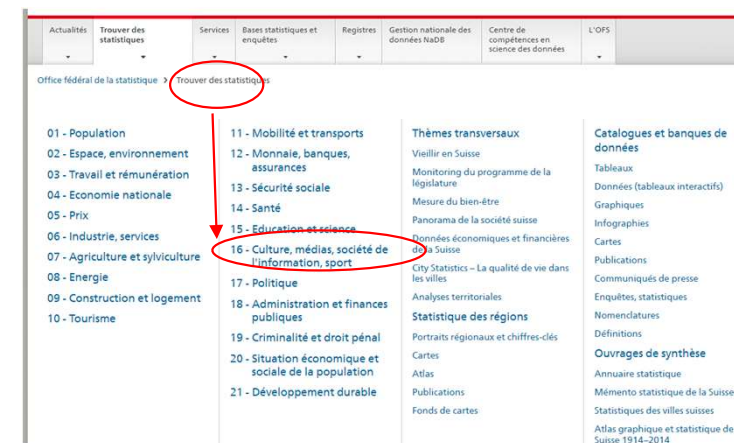 Actualités
Trouver des
statistiques
Services
Bases statistiques et
enquêtes
Registres
Gestion nationale des
données NaDB
Centre de
compétences en
science des données
L'OFS
Office fédéral de la statistique > Trouver des statistiques
01 - Population
02 - Espace, environnement
03 - Travail et rémunération
04 - Economie nationale
05 - Prix
06 - Industrie, services
07 - Agriculture et sylviculture
08 - Energie
09 - Construction et logement
10 - Tourisme
11 - Mobilité et transports
12 - Monnaie, banques,
assurances
13 - Sécurité sociale
14 - Santé
15 - Education et science
16 - Culture, médias, société de
l'information, sport
17 - Politique
18 - Administration et finances
publiques
19 - Criminalité et droit pénal
20 - Situation économique et
sociale de la population
21 - Développement durable
Thèmes transversaux
Vieillir en Suisse
Monitoring du programme de la
législature
Mesure du bien-être
Panorama de la société suisse
Données économiques et financières
de la Suisse
City Statistics – La qualité de vie dans
les villes
Analyses territoriales
Statistique des régions
Portraits régionaux et chiffres-clés
Cartes
Atlas
Publications
Fonds de cartes
Catalogues et banques de
données
Tableaux
Données (tableaux interactifs)
Graphiques
Infographies
Cartes
Publications
Communiqués de presse
Enquêtes, statistiques
Nomenclatures
Définitions
Ouvrages de synthèse
Annuaire statistique
Mémento statistique de la Suisse
Statistiques des villes suisses
Atlas graphique et statistique de
Suisse 1914–2014